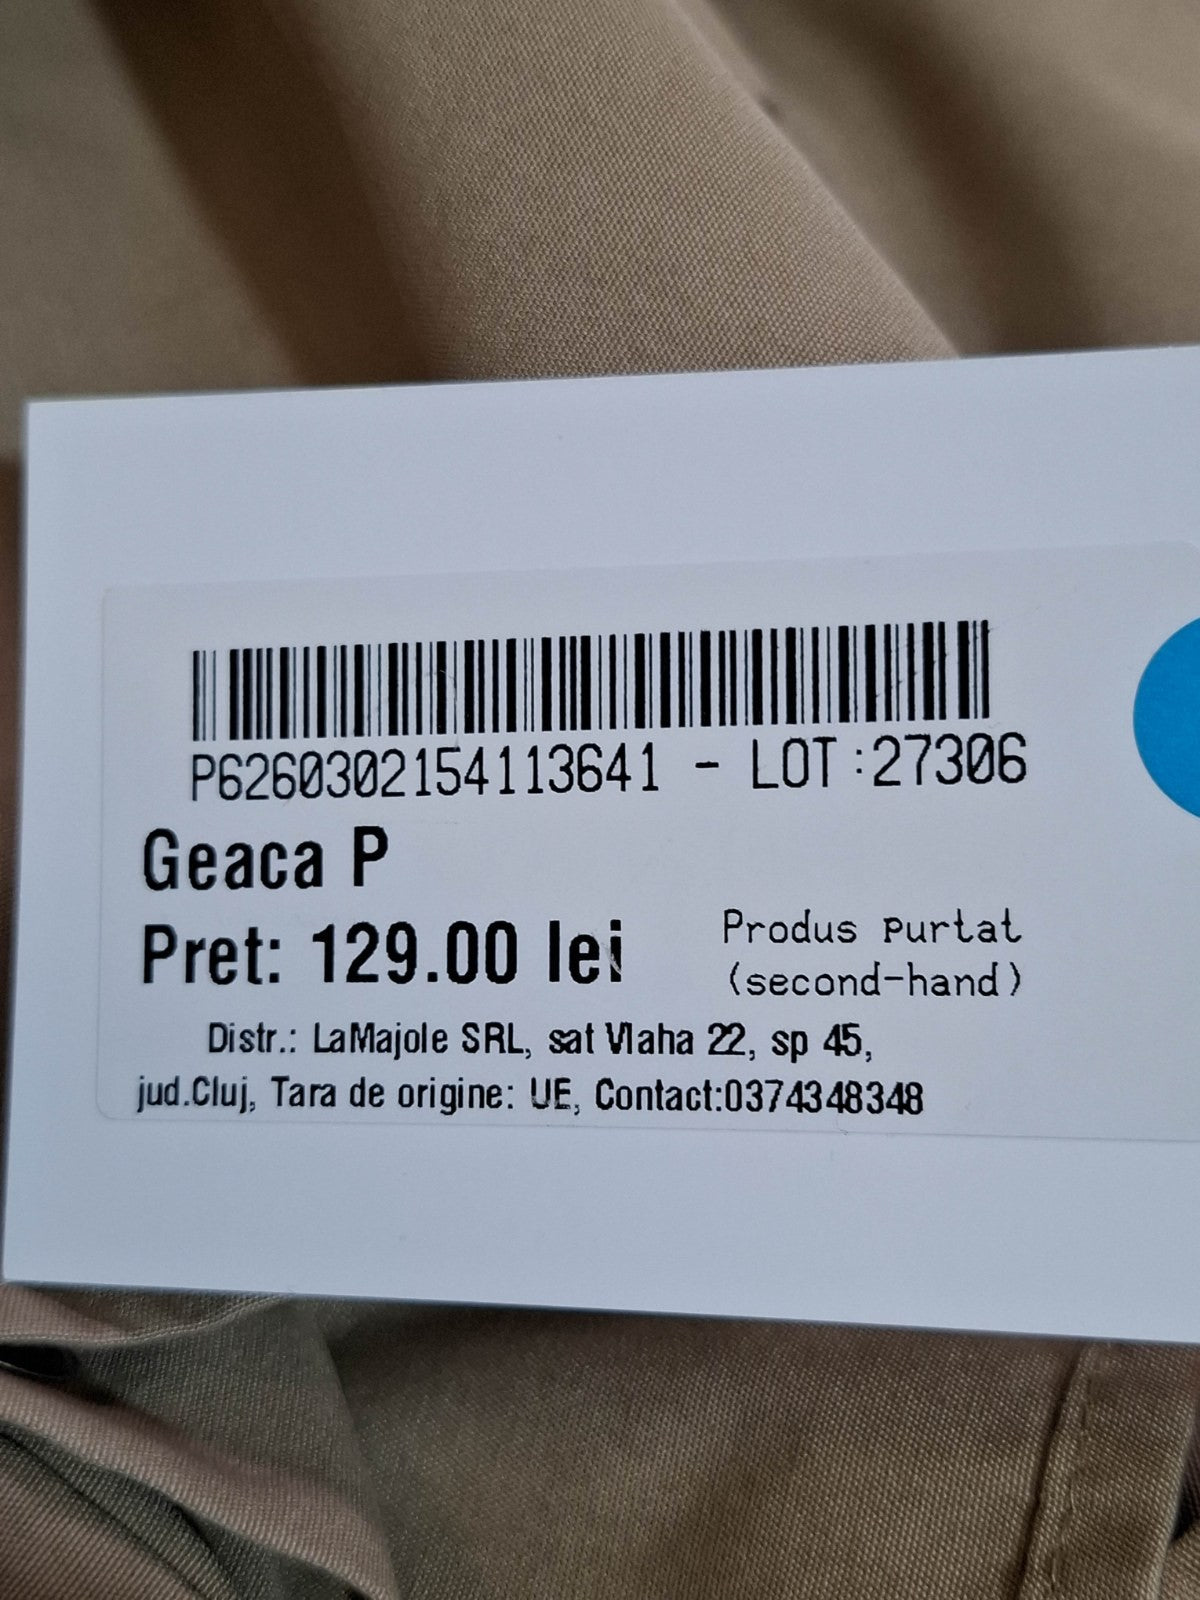 P6260302154113641 - LOT:27306
Geaca P
Pret: 129.00 lei
Produs purtat
(second-hand)
Distr.: LaMajole SRL, sat Vlaha 22, sp 45,
jud.Cluj, Tara de origine: UE, Contact:0374348348